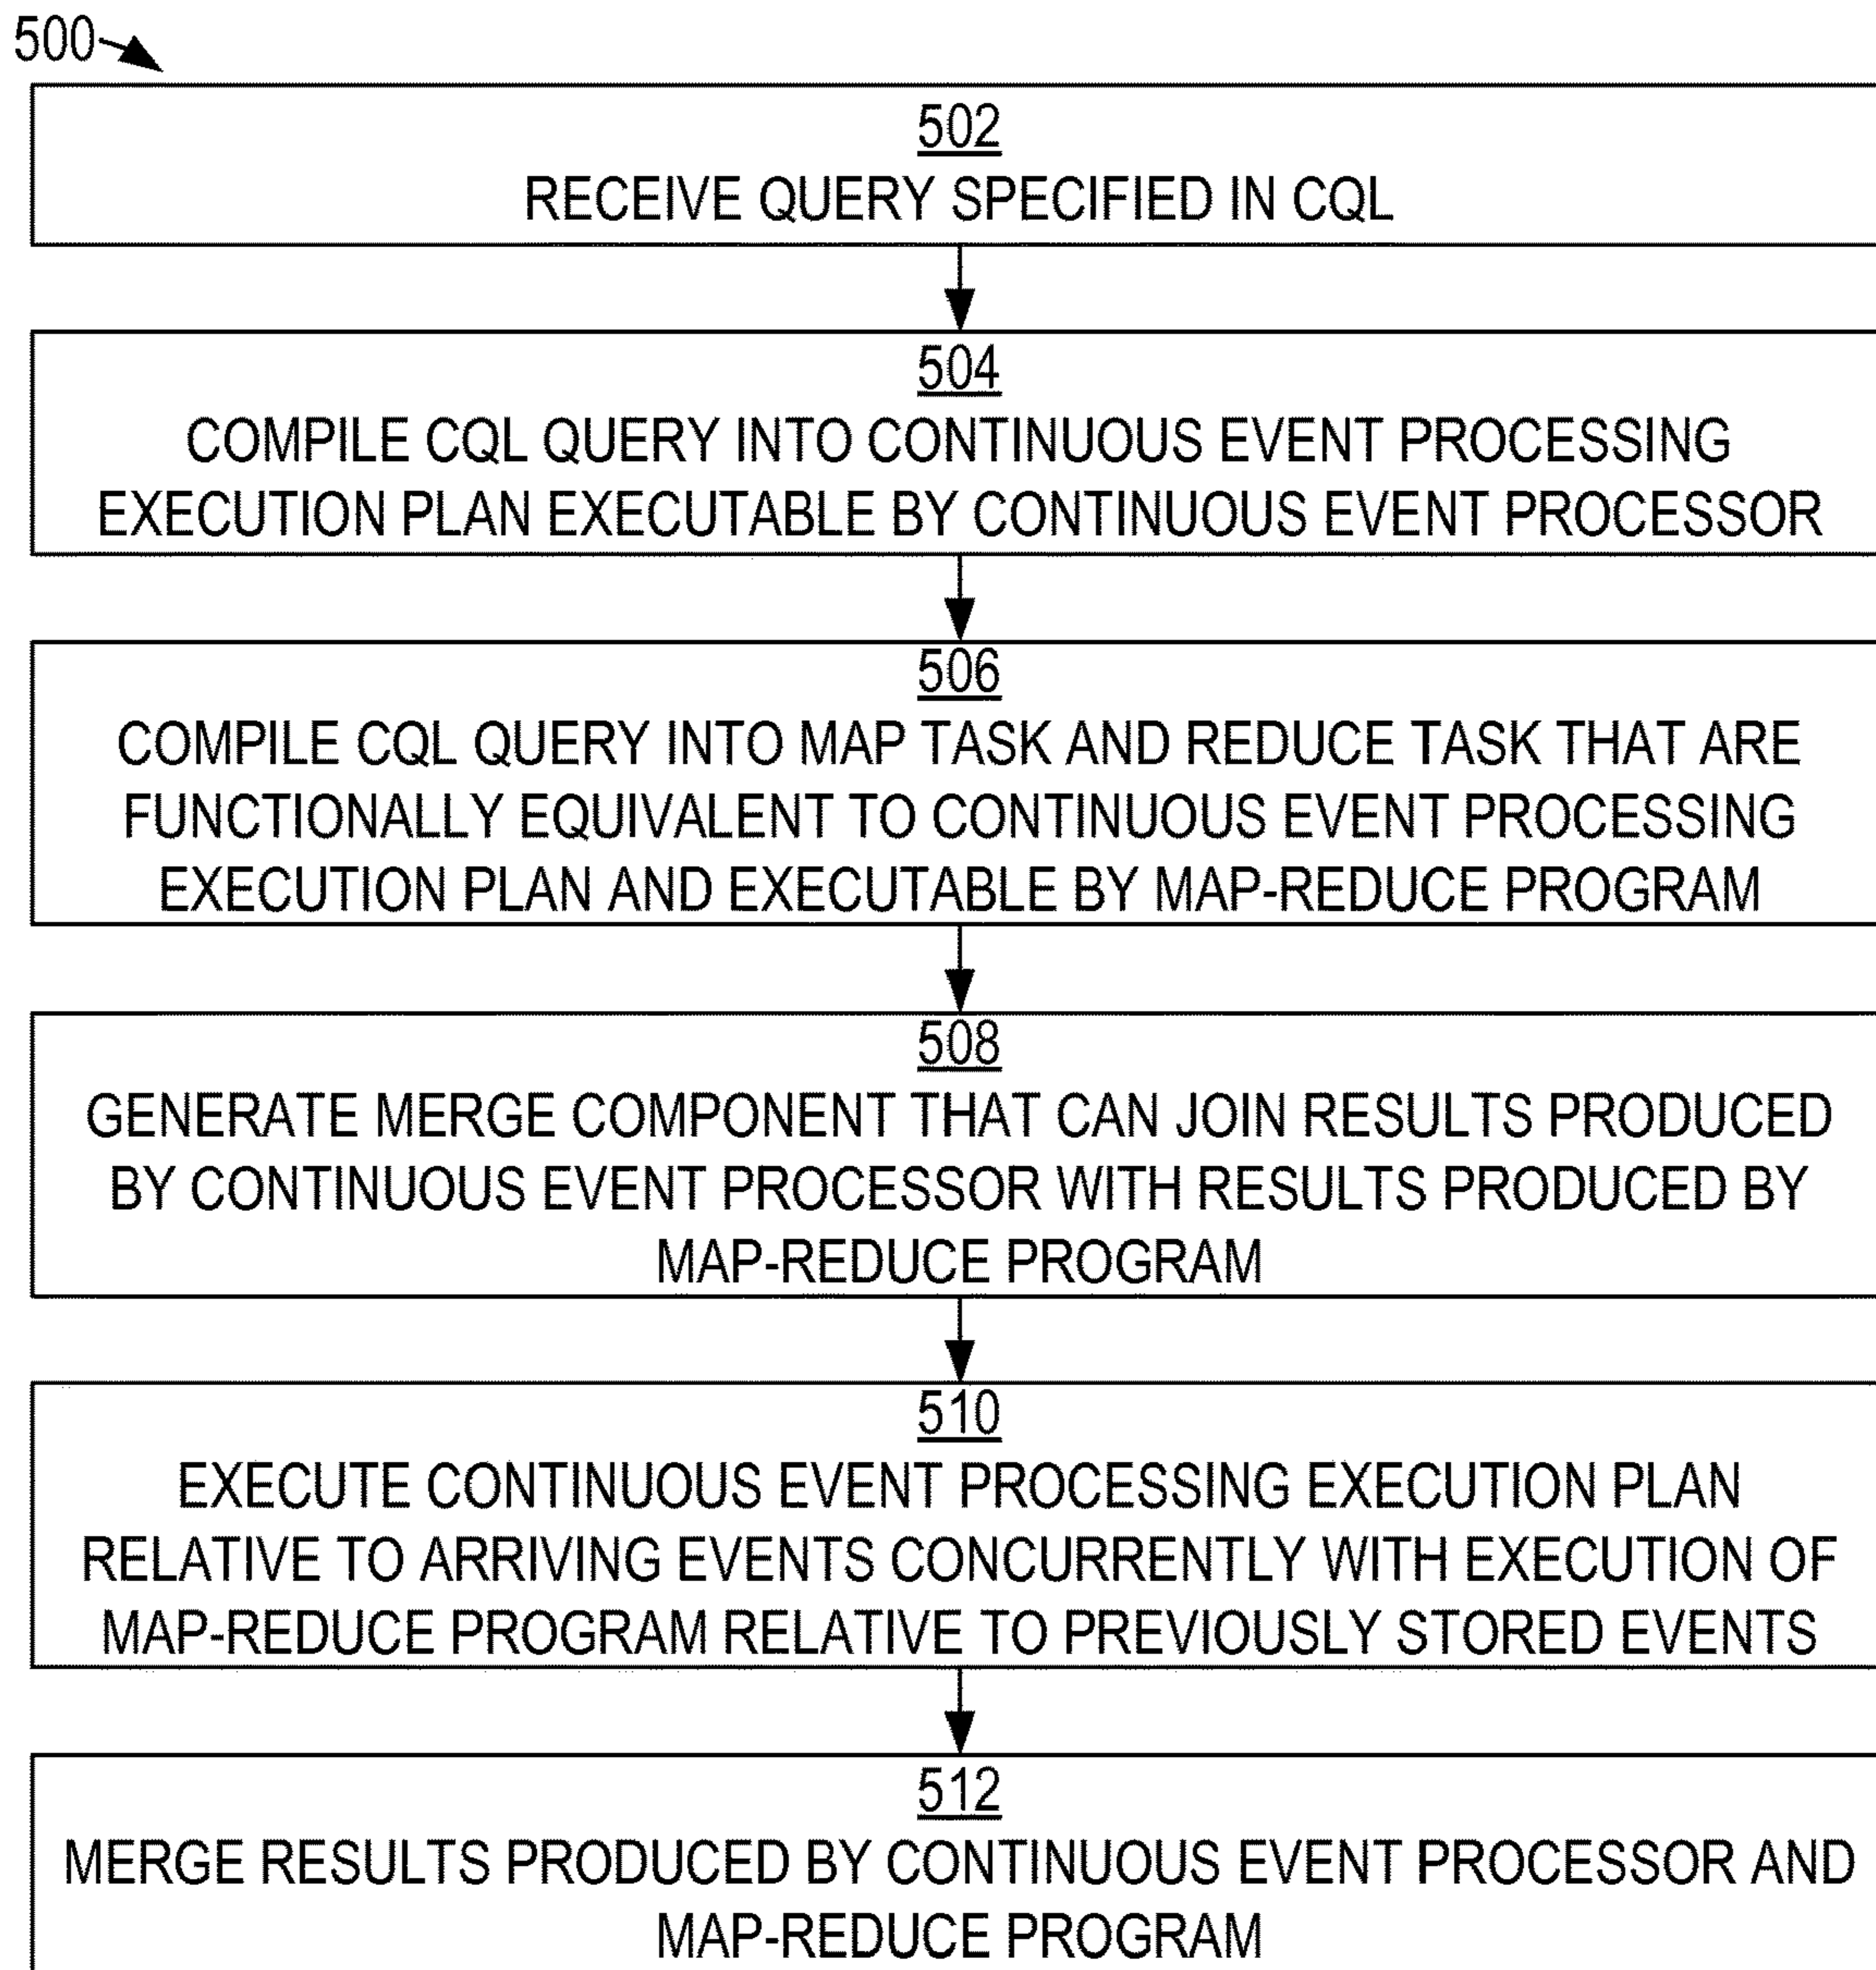 500
502
RECEIVE QUERY SPECIFIED IN CQL
504
COMPILE CQL QUERY INTO CONTINUOUS EVENT PROCESSING
EXECUTION PLAN EXECUTABLE BY CONTINUOUS EVENT PROCESSOR
506
COMPILE CQL QUERY INTO MAP TASK AND REDUCE TASK THAT ARE
FUNCTIONALLY EQUIVALENT TO CONTINUOUS EVENT PROCESSING
EXECUTION PLAN AND EXECUTABLE BY MAP-REDUCE PROGRAM
508
GENERATE MERGE COMPONENT THAT CAN JOIN RESULTS PRODUCED
BY CONTINUOUS EVENT PROCESSOR WITH RESULTS PRODUCED BY
MAP-REDUCE PROGRAM
510
EXECUTE CONTINUOUS EVENT PROCESSING EXECUTION PLAN
RELATIVE TO ARRIVING EVENTS CONCURRENTLY WITH EXECUTION OF
MAP-REDUCE PROGRAM RELATIVE TO PREVIOUSLY STORED EVENTS
512
MERGE RESULTS PRODUCED BY CONTINUOUS EVENT PROCESSOR AND
MAP-REDUCE PROGRAM